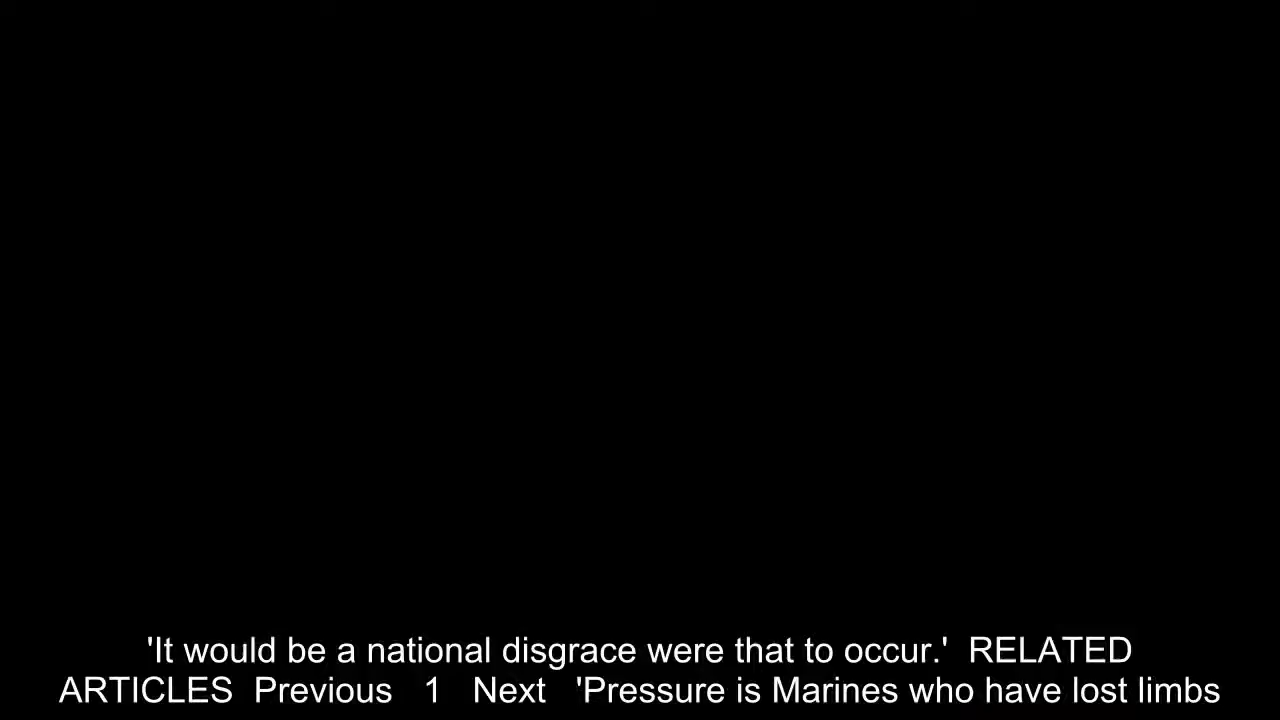 'It would be a national disgrace were that to occur.'  RELATED
ARTICLES  Previous   1   Next   'Pressure is Marines who have lost limbs